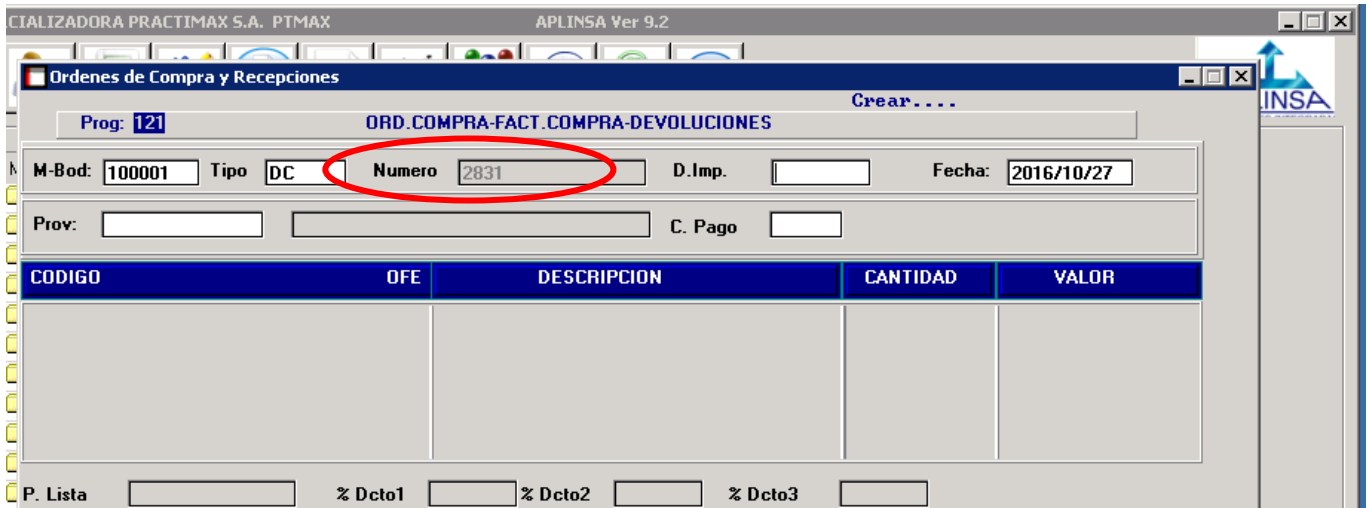 CIALIZADORA PRACTIMAX S.A. PTMAX APLINSA Ver 9.2
Ordenes de Compra y Recepciones
INSA
Crear....
Prog: 121 ORD.COMPRA-FACT.COMPRA-DEVOLUCIONES
M-Bod: 100001 Tipo DC Numero 2831 D.Imp. Fecha: 2016/10/27
Prov: C. Pago
CODIGO OFE DESCRIPCION CANTIDAD VALOR
P. Lista % Dcto1 % Dcto2 % Dcto3